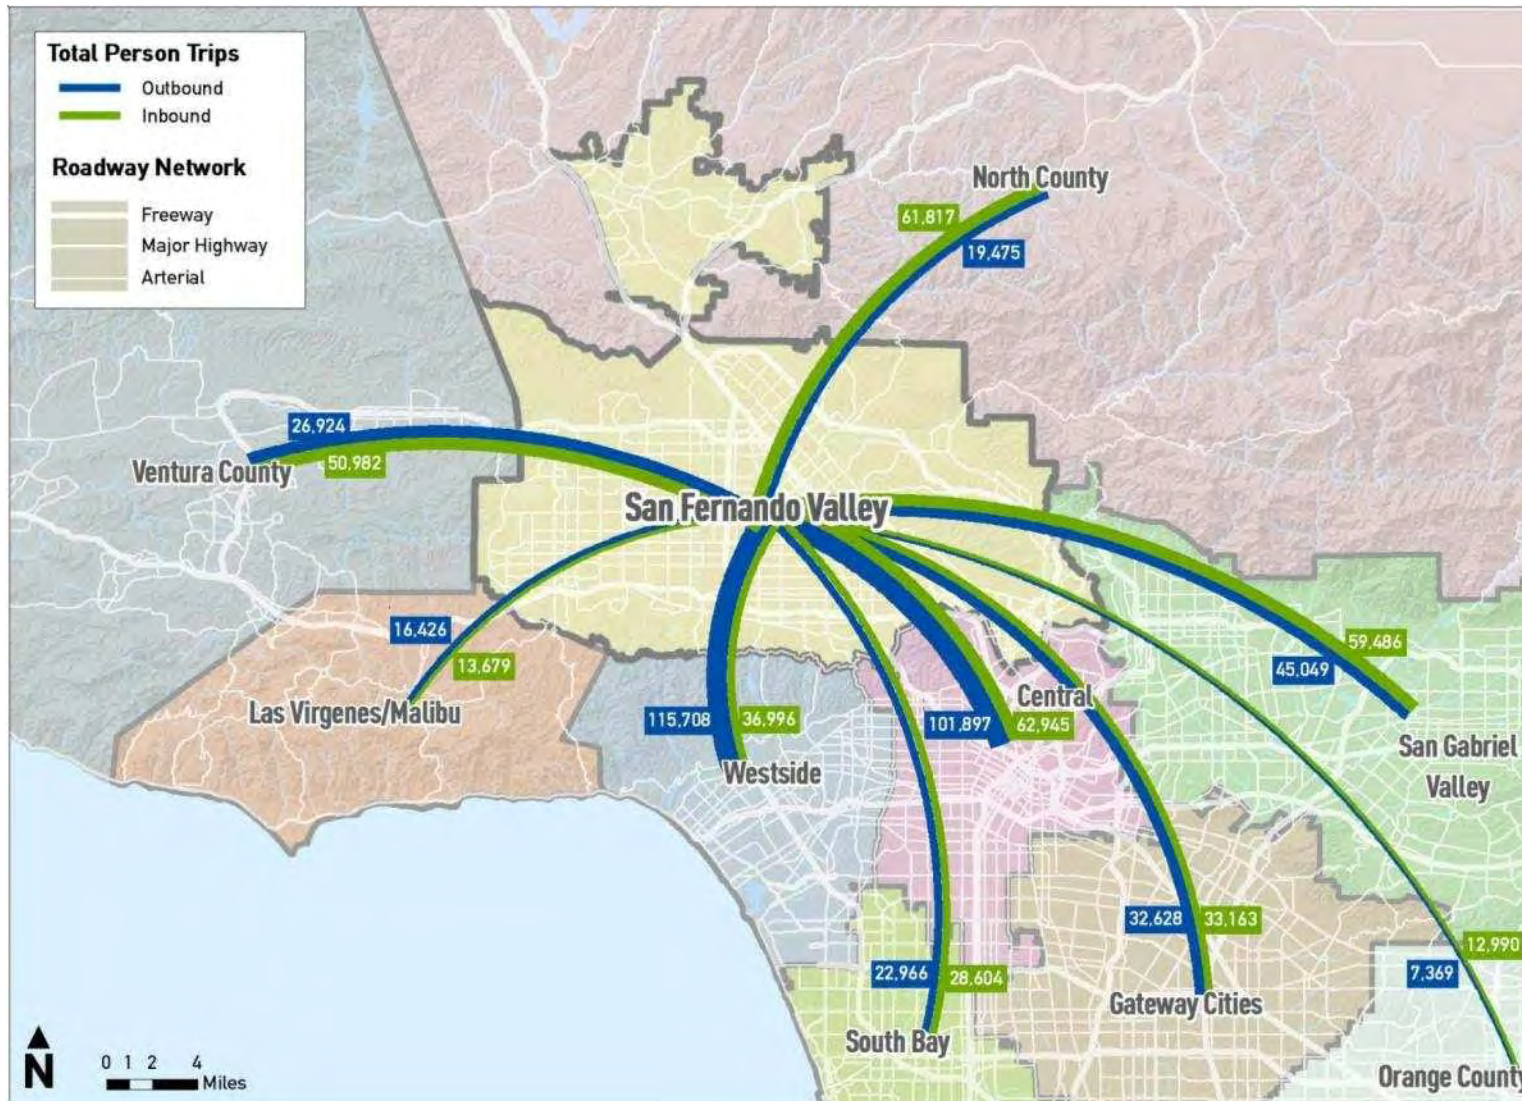 Total Person Trips
Outbound
Inbound
Roadway Network
Freeway
Major Highway
Arterial
North County
61,817
19,475
26,924
50,982
Ventura County
San Fernando Valley
16,426
13,679
Las Virgenes/Malibu
59,486
45,049
115,708
36,996
Westside
Central
101,897
62,945
San Gabriel
Valley
32,628
33,163
Gateway Cities
12,990
7,369
22,966
28,604
South Bay
Orange County
N
0 1 2 4
Miles